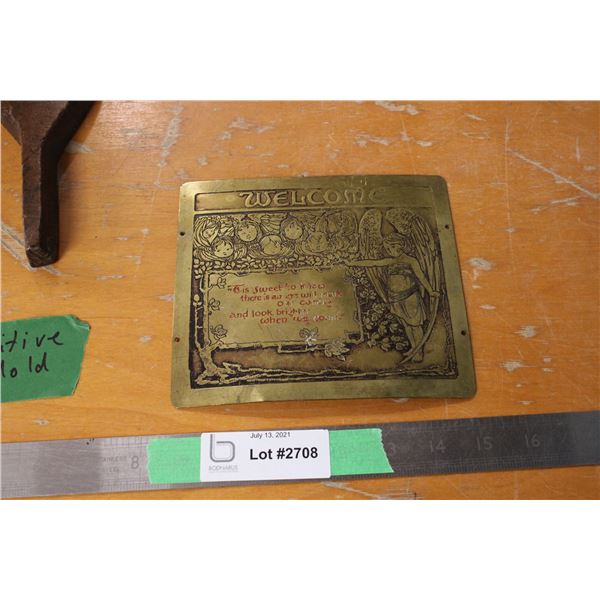 WELCOME
"Tis sweet to know
there is an eye will mark
our coming
and look brighter
when we come"
itive
old
8
14 15 16
July 13, 2021
b
BODNARUS
Lot #2708